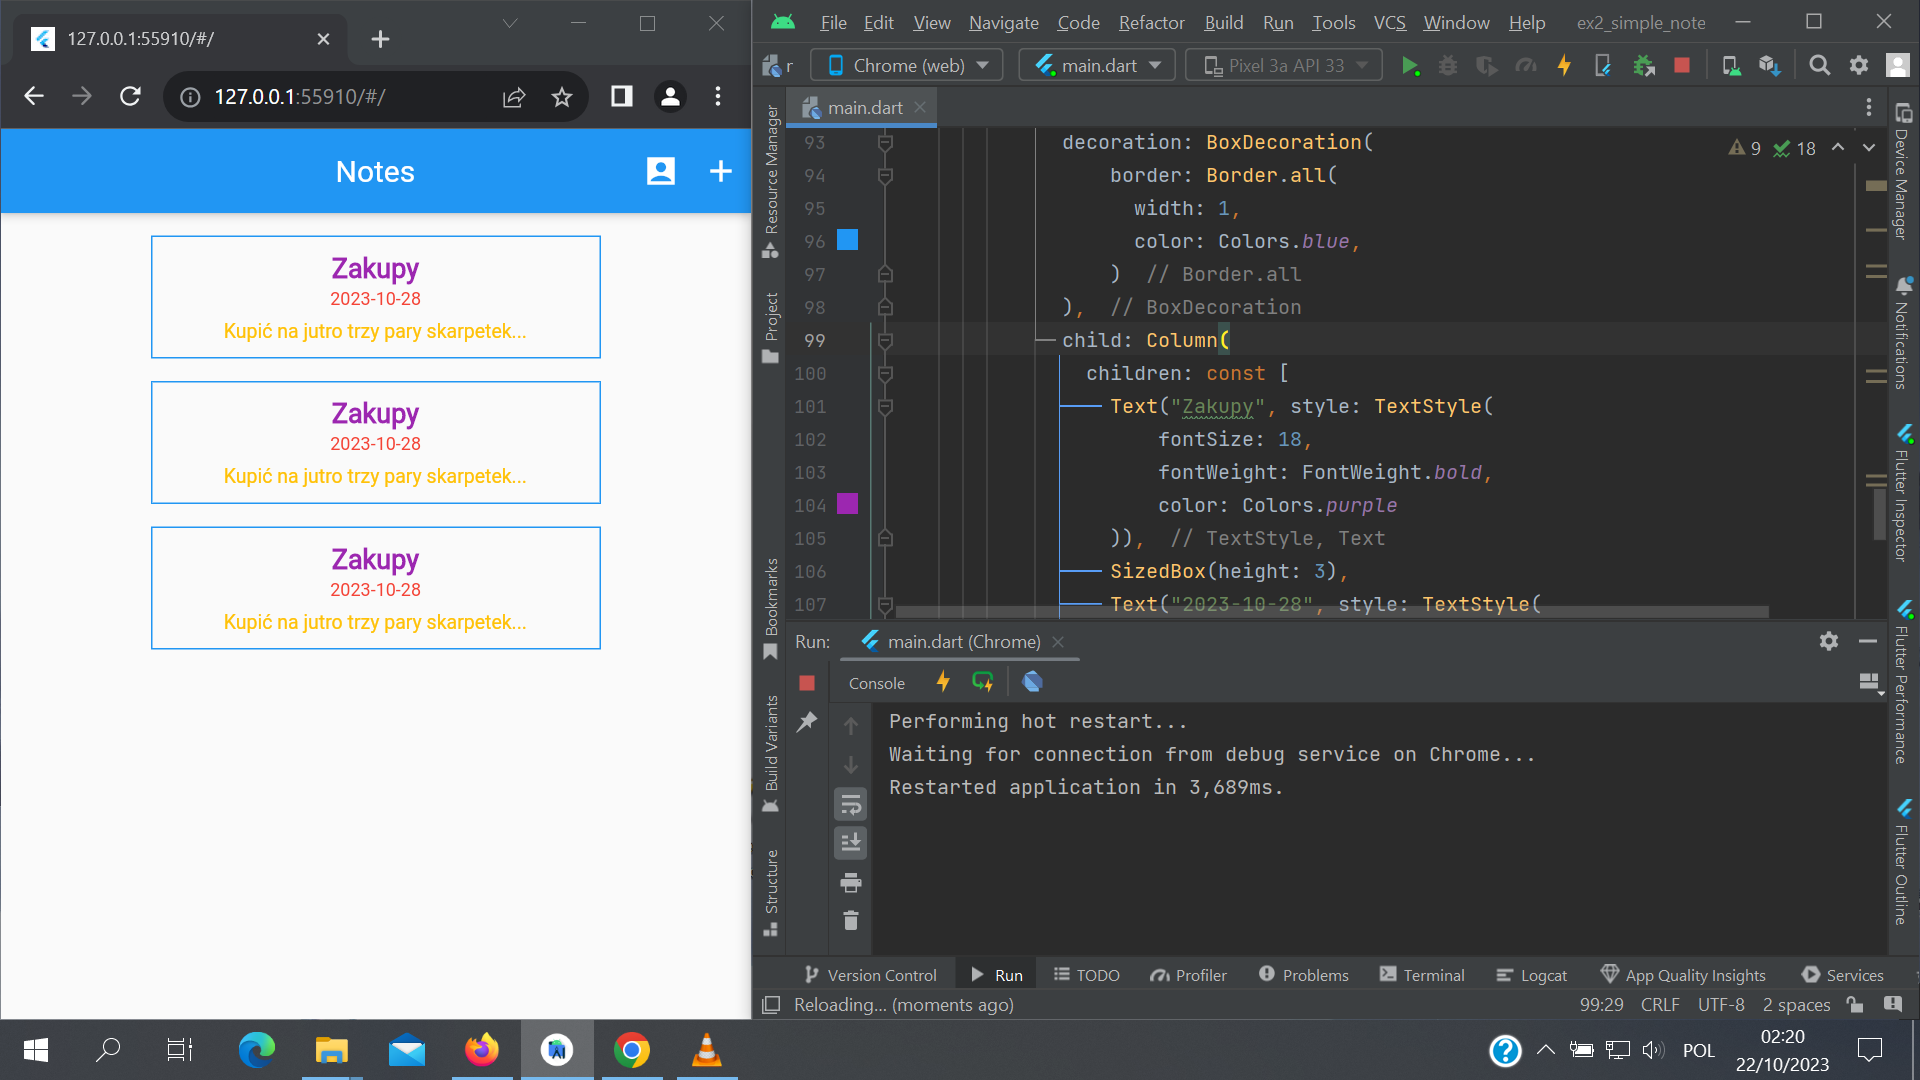 127.0.0.1:55910/#/
127.0.0.1:55910/#/
Notes
Zakupy
2023-10-28
Kupić na jutro trzy pary skarpetek...
Zakupy
2023-10-28
Kupić na jutro trzy pary skarpetek...
Zakupy
2023-10-28
Kupić na jutro trzy pary skarpetek...
File Edit View Navigate Code Refactor Build Run Tools VCS Window Help ex2_simple_note
r Chrome (web) main.dart Pixel 3a API 33
main.dart
9 18
93 decoration: BoxDecoration(
94 border: Border.all(
95 width: 1,
96 color: Colors.blue,
97 ) // Border.all
98 ), // BoxDecoration
99 child: Column(
100 children: const [
101 Text("Zakupy", style: TextStyle(
102 fontSize: 18,
103 fontWeight: FontWeight.bold,
104 color: Colors.purple
105 )), // TextStyle, Text
106 SizedBox(height: 3),
107 Text("2023-10-28", style: TextStyle(
Resource Manager
Project
Bookmarks
Build Variants
Structure
Device Manager
Notifications
Flutter Inspector
Flutter Performance
Flutter Outline
Run: main.dart (Chrome)
Console
Performing hot restart...
Waiting for connection from debug service on Chrome...
Restarted application in 3,689ms.
Version Control Run TODO Profiler Problems Terminal Logcat App Quality Insights Services
Reloading... (moments ago) 99:29 CRLF UTF-8 2 spaces
POL
02:20
22/10/2023